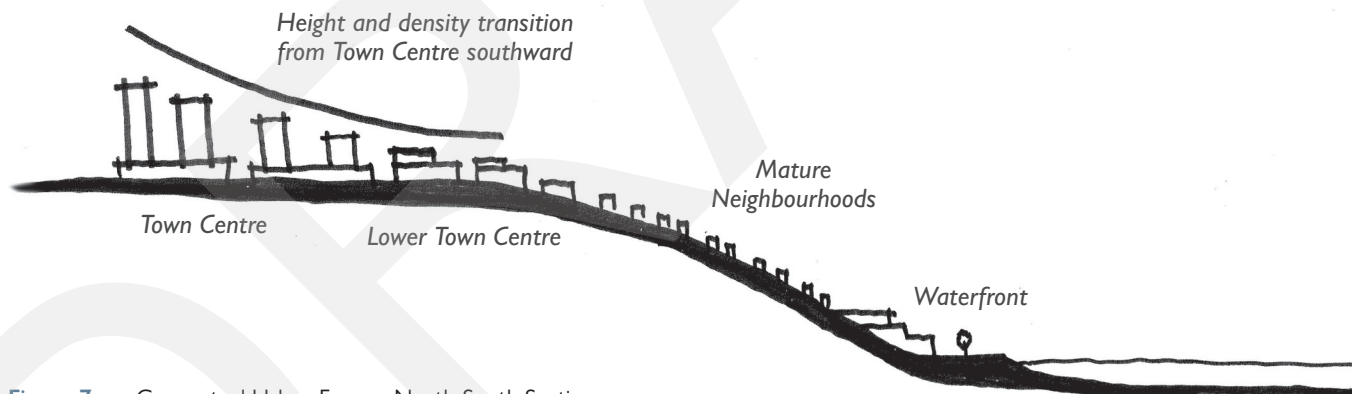 Height and density transition
from Town Centre southward
Mature
Neighbourhoods
Town Centre
Lower Town Centre
Waterfront